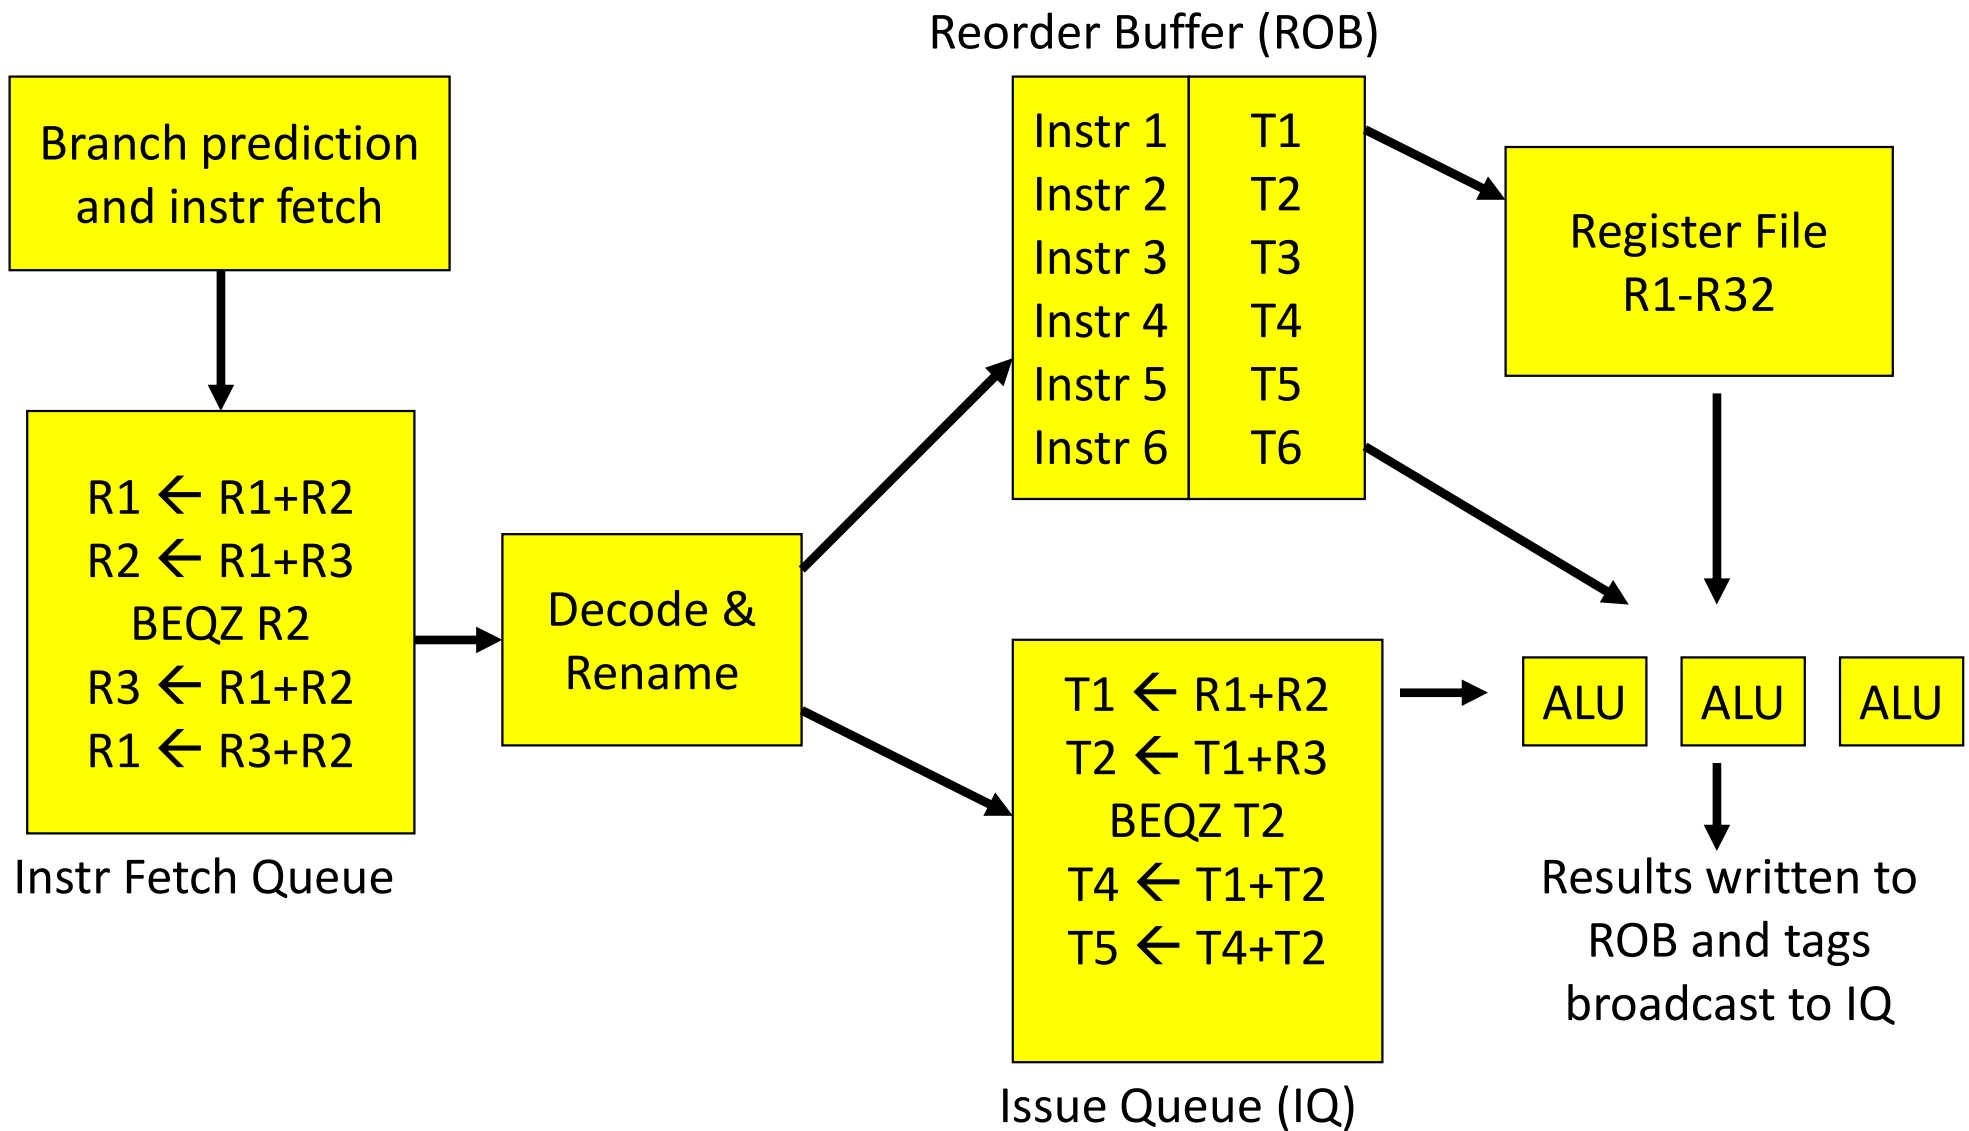 Reorder Buffer (ROB)
Branch prediction
and instr fetch
Instr 1 T1
Instr 2 T2
Instr 3 T3
Instr 4 T4
Instr 5 T5
Instr 6 T6
Register File
R1-R32
R1 ← R1+R2
R2 ← R1+R3
BEQZ R2
R3 ← R1+R2
R1 ← R3+R2
Instr Fetch Queue
Decode &
Rename
T1 ← R1+R2
T2 ← T1+R3
BEQZ T2
T4 ← T1+T2
T5 ← T4+T2
Issue Queue (IQ)
ALU ALU ALU
Results written to
ROB and tags
broadcast to IQ